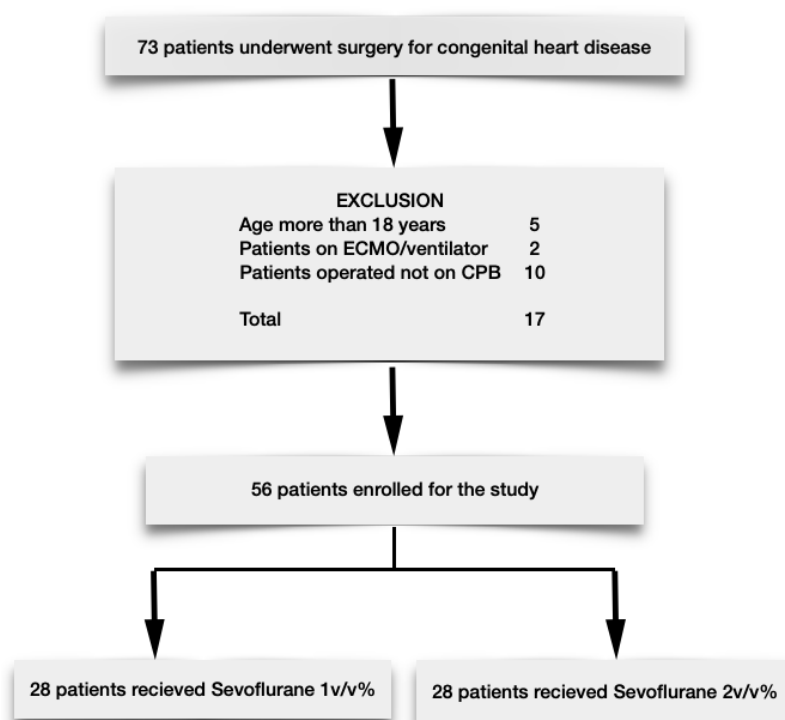 73 patients underwent surgery for congenital heart disease
EXCLUSION
Age more than 18 years 5
Patients on ECMO/ventilator 2
Patients operated not on CPB 10
Total 17
56 patients enrolled for the study
28 patients recieved Sevoflurane 1v/v%
28 patients recieved Sevoflurane 2v/v%